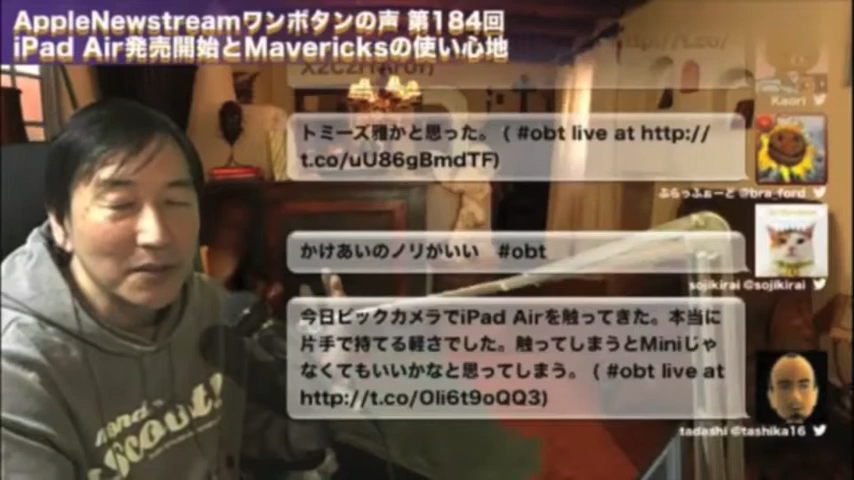 AppleNewstreamワンボタンの声 第184回
iPad Air発売開始とMavericksの使い心地
Kaori
トミーズ雅かと思った。 ( #obt live at http://
t.co/uU86gBmdTF)
ぶらっふぉーど @bra_ford
かけあいのノリがいい #obt
sojikirai @sojikirai
今日ビックカメラでiPad Airを触ってきた。本当に
片手で持てる軽さでした。触ってしまうとMiniじゃ
なくてもいいかなと思ってしまう。 ( #obt live at
http://t.co/Oli6t9oQQ3)
tadashi @tashika16
Scout!